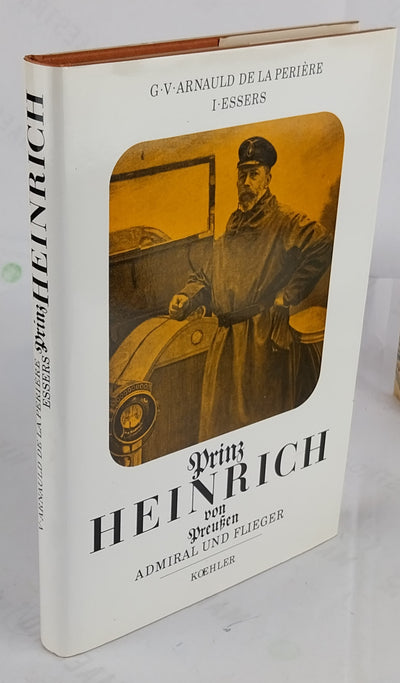 G·V·ARNAULD DE LA PERIÈRE
I·ESSERS
Prinz
HEINRICH
von
Preußen
ADMIRAL UND FLIEGER
KŒHLER
V·ARNAULD DE LA PERIÈRE
ESSERS
Prinz HEINRICH